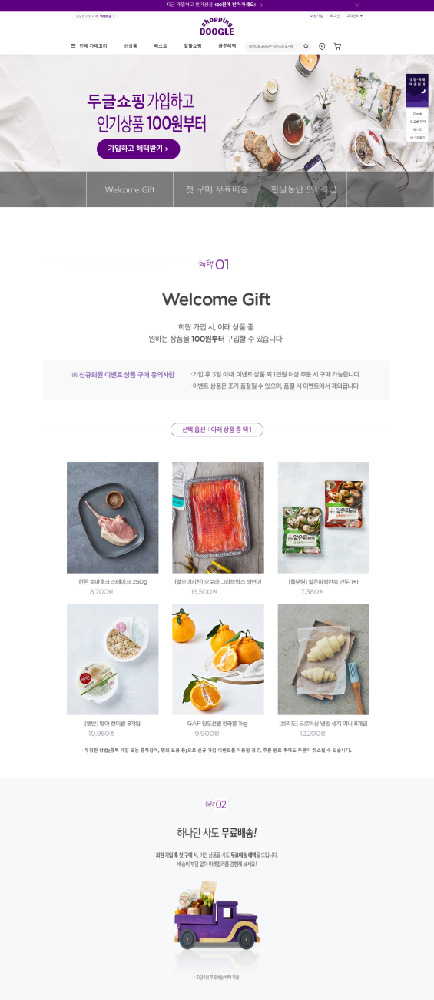 지금 가입하고 인기상품 100원에 받아가세요!
회원가입 로그인 고객센터
shopping
DOOGLE
전체 카테고리 신상품 베스트 알뜰쇼핑 금주혜택
샛별·택배
배송안내
두글쇼핑가입하고
인기상품 100원부터
가입하고 혜택받기 >
Doogle
등급별 혜택
레시피
베스트 후기
Welcome Gift 첫 구매 무료배송 한달동안 5% 적립
혜택 01
Welcome Gift
회원 가입 시, 아래 상품 중
원하는 상품을 100원부터 구입할 수 있습니다.
※ 신규회원 이벤트 상품 구매 유의사항
·가입 후 3일 이내, 이벤트 상품 외 1만원 이상 주문 시 구매 가능합니다.
·이벤트 상품은 조기 품절될 수 있으며, 품절 시 이벤트에서 제외됩니다.
선택 옵션 : 아래 상품 중 택1
한돈 토마호크 스테이크 250g
8,700원
[델모네키친] 오로라 그라브락스 생연어
16,500원
[풀무원] 얇은피꽉찬속 만두 1+1
7,360원
[햇반] 발아 현미밥 8개입
10,980원
GAP 당도선별 한라봉 1kg
9,900원
[브리도] 크로아상 냉동 생지 미니 8개입
12,200원
· 부정한 방법(중복 가입 또는 중복참여, 명의 도용 등)으로 신규 가입 이벤트를 이용할 경우, 주문 완료 후에도 주문이 취소될 수 있습니다.
혜택 02
하나만 사도 무료배송!
회원 가입 후 첫 구매 시, 어떤 상품을 사도 무료배송 혜택을 드립니다.
배송비 부담 없이 마켓컬리를 경험해 보세요!
· ID당 1회 무료배송 혜택 적용